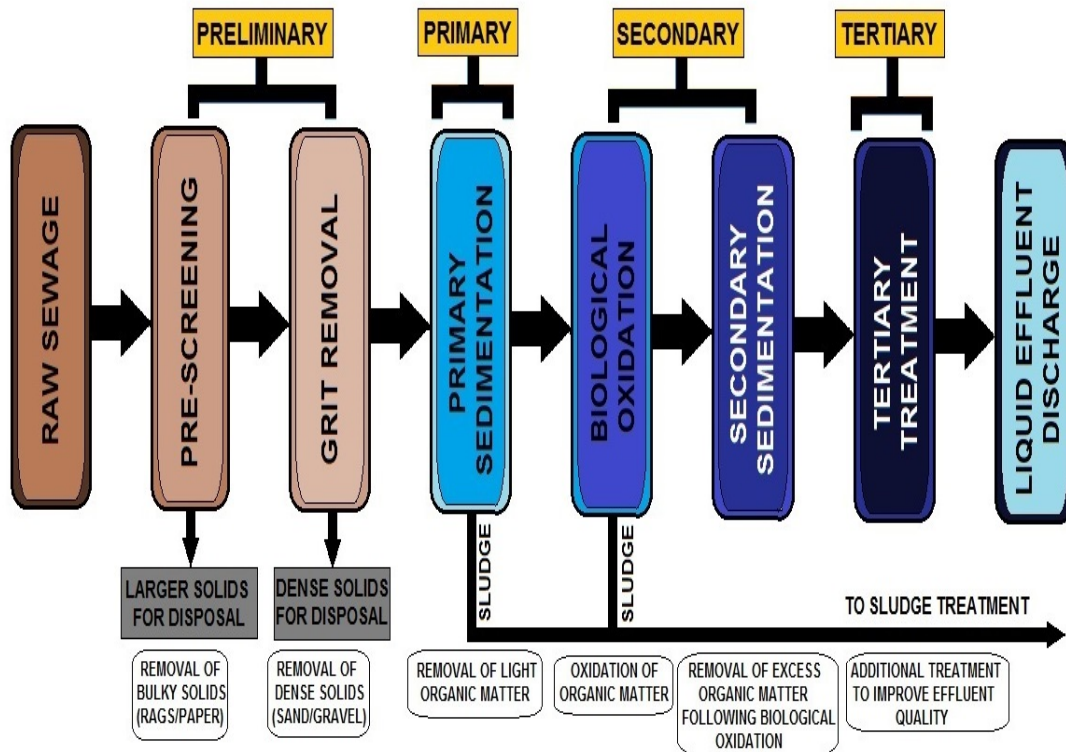 PRELIMINARY
PRIMARY
SECONDARY
TERTIARY
RAW SEWAGE
PRE-SCREENING
GRIT REMOVAL
PRIMARY
SEDIMENTATION
BIOLOGICAL
OXIDATION
SECONDARY
SEDIMENTATION
TERTIARY
TREATMENT
LIQUID EFFLUENT
DISCHARGE
LARGER SOLIDS
FOR DISPOSAL
DENSE SOLIDS
FOR DISPOSAL
SLUDGE
SLUDGE
TO SLUDGE TREATMENT
REMOVAL OF
BULKY SOLIDS
(RAGS/PAPER)
REMOVAL OF
DENSE SOLIDS
(SAND/GRAVEL)
REMOVAL OF LIGHT
ORGANIC MATTER
OXIDATION OF
ORGANIC MATTER
REMOVAL OF EXCESS
ORGANIC MATTER
FOLLOWING BIOLOGICAL
OXIDATION
ADDITIONAL TREATMENT
TO IMPROVE EFFLUENT
QUALITY